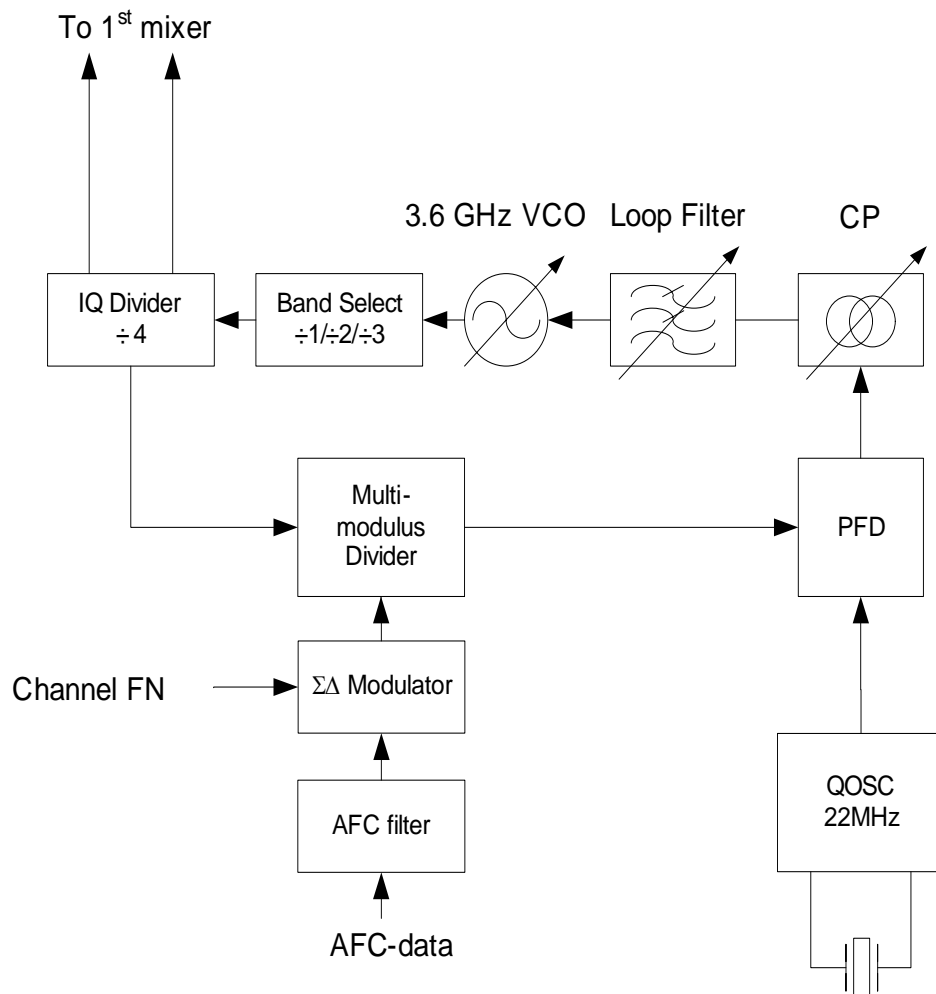 To 1st mixer
3.6 GHz VCO
Loop Filter
CP
IQ Divider
÷4
Band Select
÷1/÷2/÷3
Multi-
modulus
Divider
PFD
Channel FN
ΣΔ Modulator
QOSC
22MHz
AFC filter
AFC-data